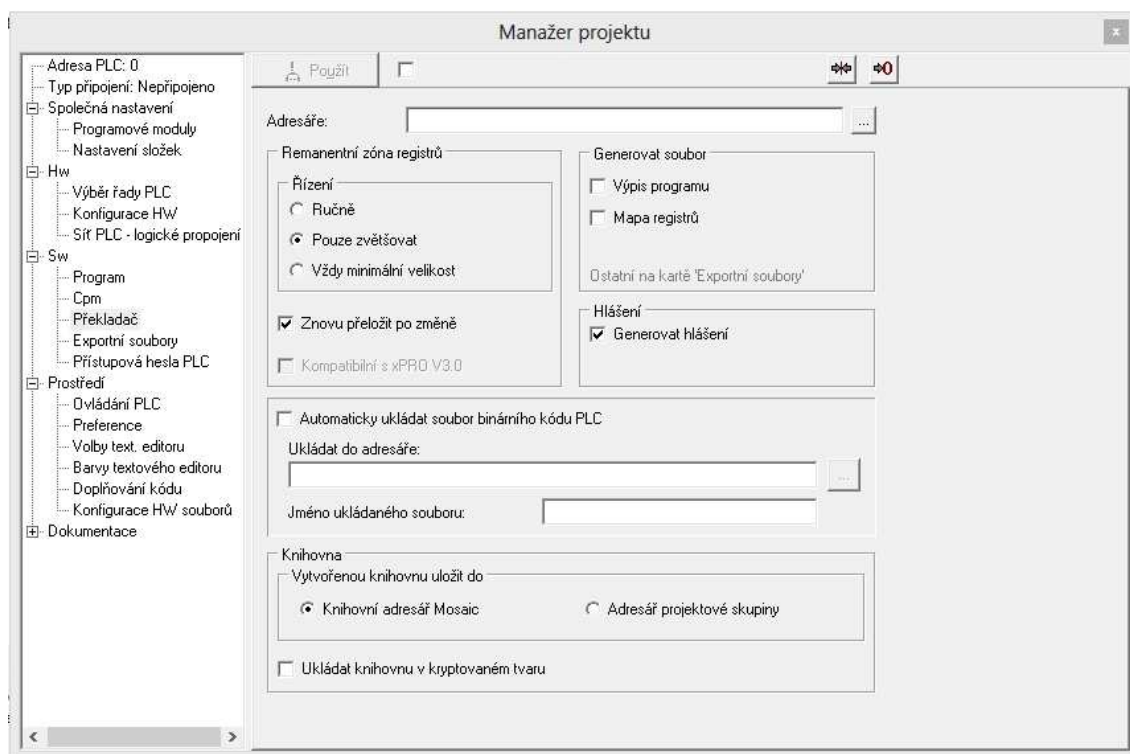 Manažer projektu
x
Adresa PLC: 0
Typ připojení: Nepřipojeno
Společná nastavení
Programové moduly
Nastavení složek
Hw
Výběr řady PLC
Konfigurace HW
Síť PLC - logické propojení
Sw
Program
Cpm
Překladač
Exportní soubory
Přístupová hesla PLC
Prostředí
Ovládání PLC
Preference
Volby text. editoru
Barvy textového editoru
Doplňování kódu
Konfigurace HW souborů
Dokumentace
Použít
0
Adresáře:
...
Remanentní zóna registrů
Řízení
Ručně
Pouze zvětšovat
Vždy minimální velikost
Znovu přeložit po změně
Kompatibilní s xPRO V3.0
Generovat soubor
Výpis programu
Mapa registrů
Ostatní na kartě 'Exportní soubory'
Hlášení
Generovat hlášení
Automaticky ukládat soubor binárního kódu PLC
Ukládat do adresáře:
...
Jméno ukládaného souboru:
Knihovna
Vytvořenou knihovnu uložit do
Knihovní adresář Mosaic
Adresář projektové skupiny
Ukládat knihovnu v kryptovaném tvaru